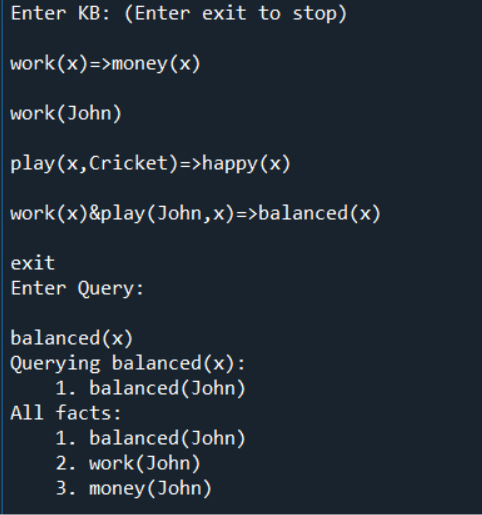 Enter KB: (Enter exit to stop)
work(x)=>money(x)
work(John)
play(x,Cricket)=>happy(x)
work(x)&play(John,x)=>balanced(x)
exit
Enter Query:
balanced(x)
Querying balanced(x):
    1. balanced(John)
All facts:
    1. balanced(John)
    2. work(John)
    3. money(John)